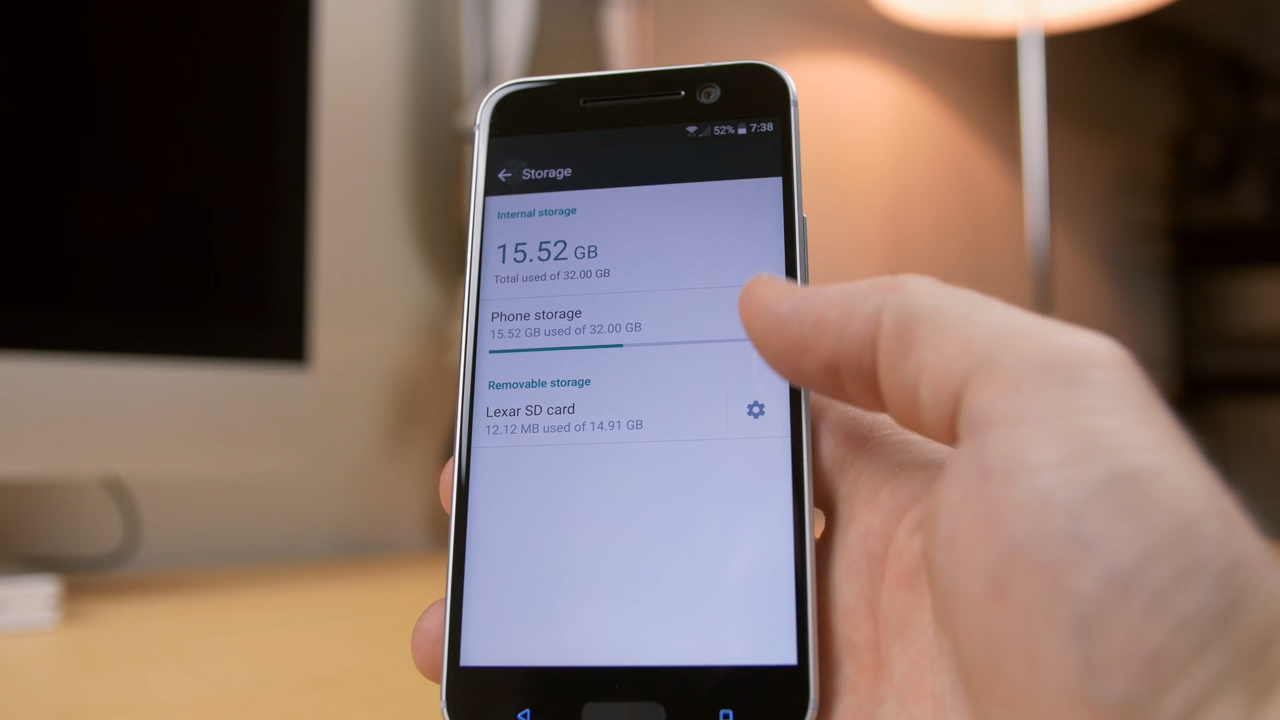 52% 7:38
Storage
Internal storage
15.52 GB
Total used of 32.00 GB
Phone storage
15.52 GB used of 32.00 GB
Removable storage
Lexar SD card
12.12 MB used of 14.91 GB